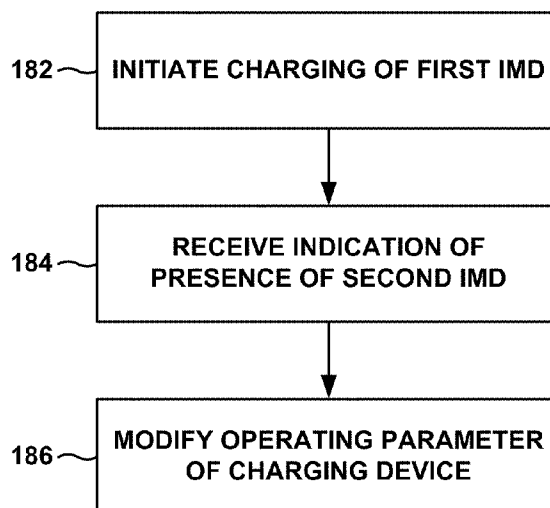 182 INITIATE CHARGING OF FIRST IMD
184 RECEIVE INDICATION OF
PRESENCE OF SECOND IMD
186 MODIFY OPERATING PARAMETER
OF CHARGING DEVICE